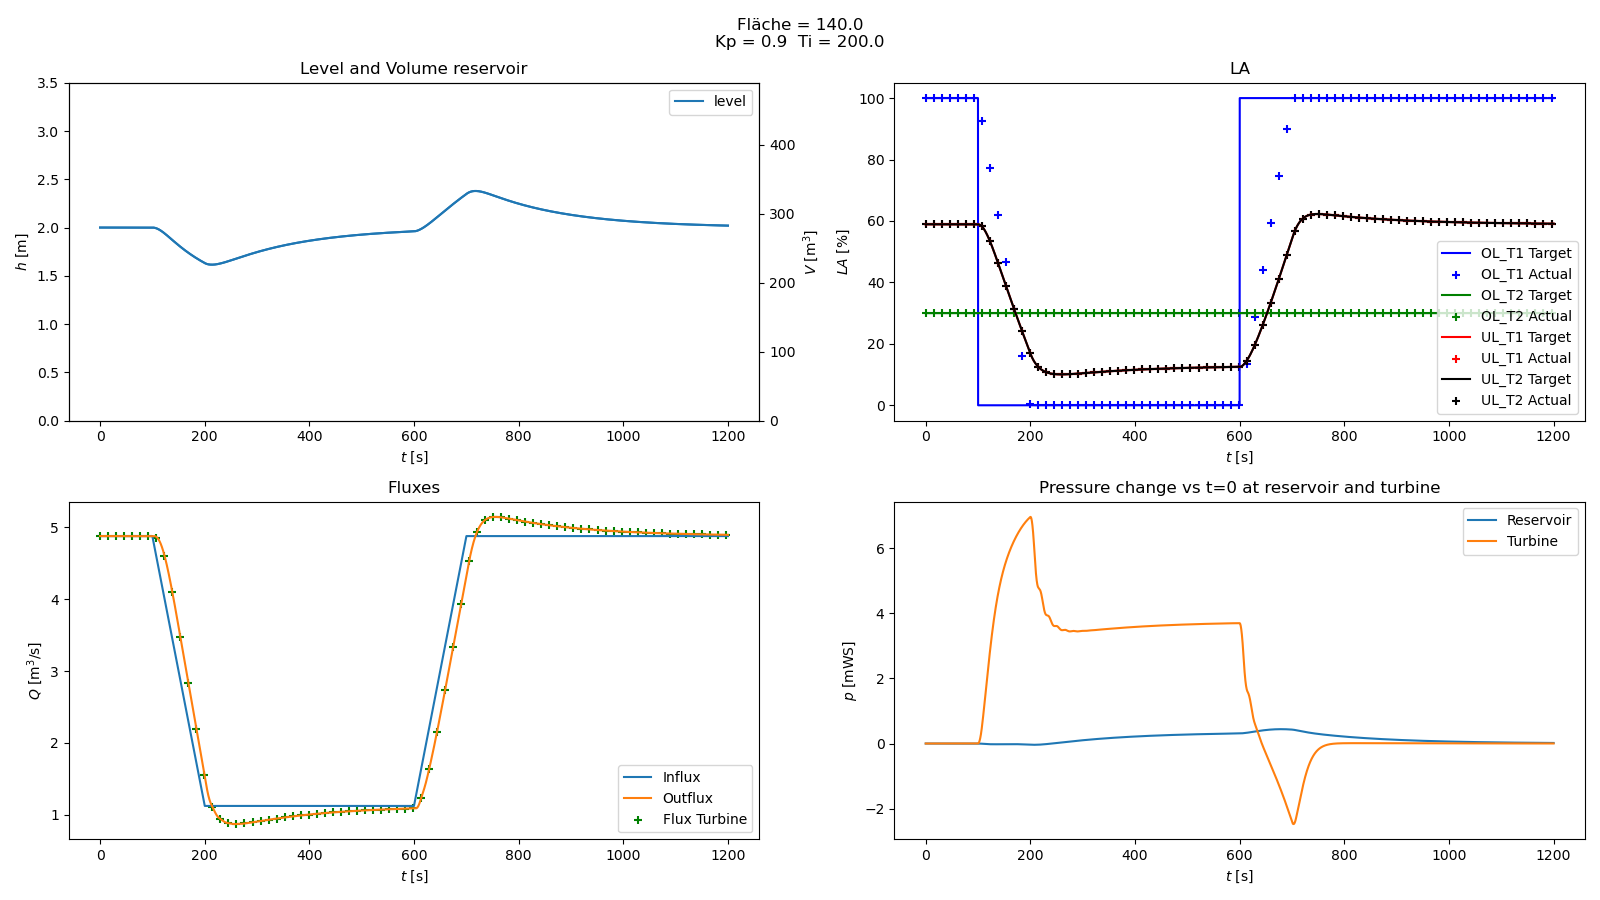 Fläche = 140.0
Kp = 0.9  Ti = 200.0
Level and Volume reservoir
3.5
3.0
2.5
2.0
1.5
1.0
0.5
0.0
h [m]
level
400
300
200
100
0
V [m³]
0 200 400 600 800 1000 1200
t [s]
LA
100
80
60
40
20
0
LA [%]
OL_T1 Target
OL_T1 Actual
OL_T2 Target
OL_T2 Actual
UL_T1 Target
UL_T1 Actual
UL_T2 Target
UL_T2 Actual
0 200 400 600 800 1000 1200
t [s]
Fluxes
5
4
3
2
1
Q [m³/s]
Influx
Outflux
Flux Turbine
0 200 400 600 800 1000 1200
t [s]
Pressure change vs t=0 at reservoir and turbine
6
4
2
0
−2
p [mWS]
Reservoir
Turbine
0 200 400 600 800 1000 1200
t [s]